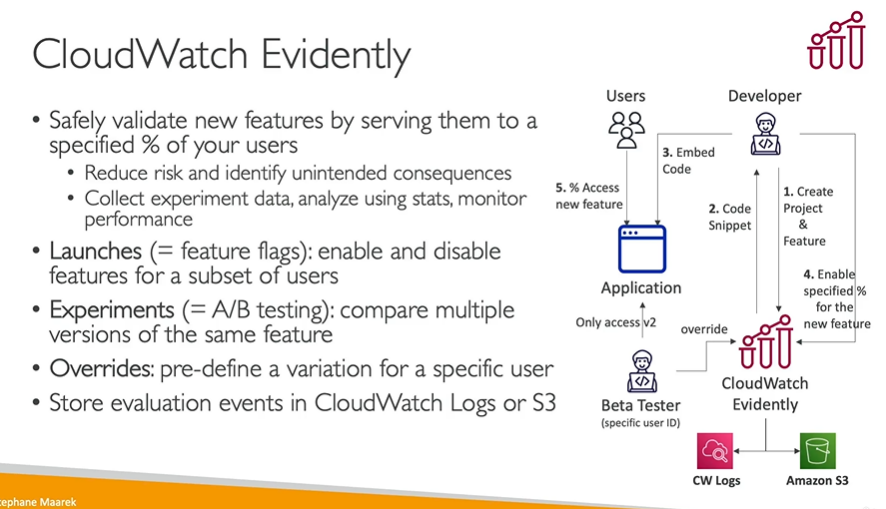 CloudWatch Evidently
• Safely validate new features by serving them to a
specified % of your users
• Reduce risk and identify unintended consequences
• Collect experiment data, analyze using stats, monitor
performance
• Launches (= feature flags): enable and disable
features for a subset of users
• Experiments (= A/B testing): compare multiple
versions of the same feature
• Overrides: pre-define a variation for a specific user
• Store evaluation events in CloudWatch Logs or S3
Users
Developer
3. Embed
Code
5. % Access
new feature
2. Code
Snippet
1. Create
Project
&
Feature
Application
4. Enable
specified %
for the
new feature
Only access v2
override
Beta Tester
(specific user ID)
CloudWatch
Evidently
CW Logs
Amazon S3
tephane Maarek